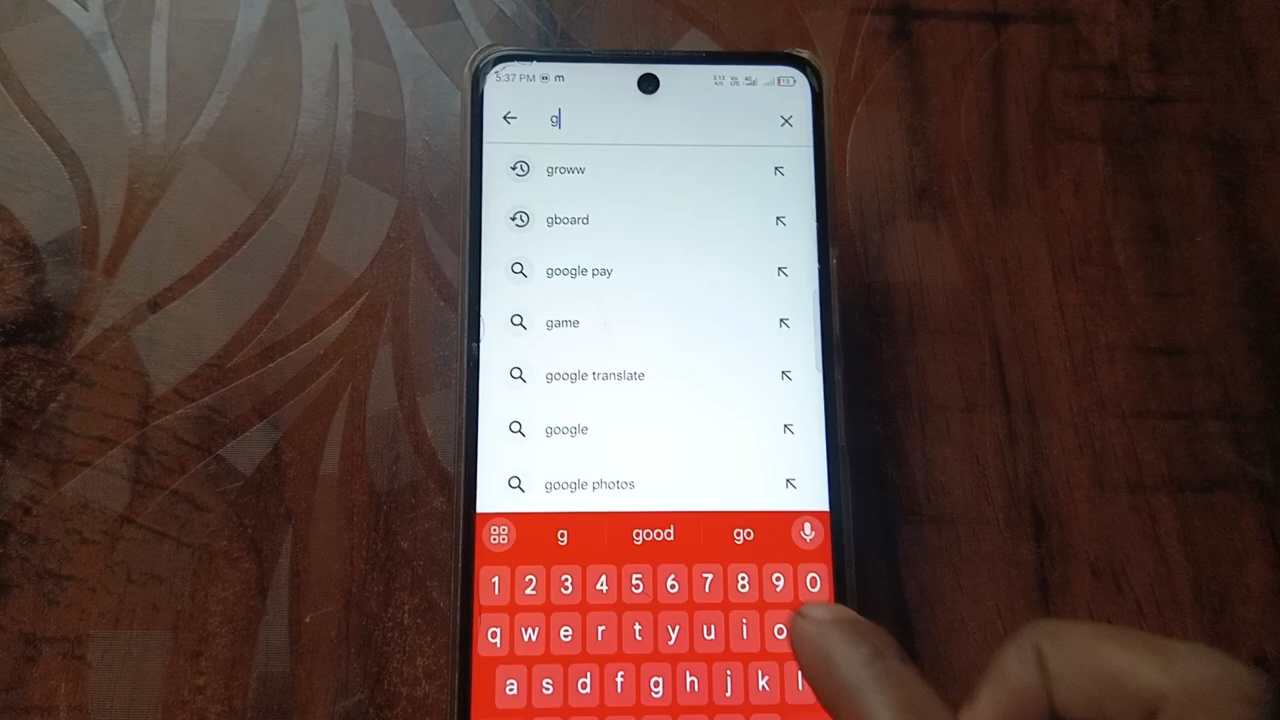 5:37 PM m
g
groww
gboard
google pay
game
google translate
google
google photos
g good go
1 2 3 4 5 6 7 8 9 0
q w e r t y u i o
a s d f g h j k l